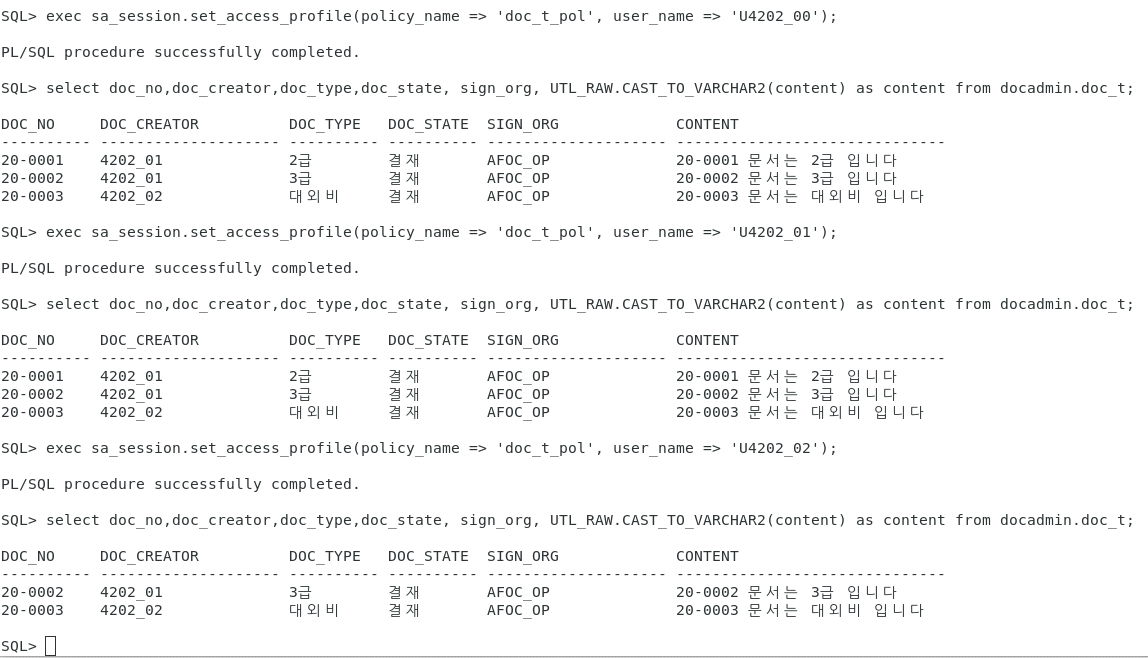 SQL> exec sa_session.set_access_profile(policy_name => 'doc_t_pol', user_name => 'U4202_00');
PL/SQL procedure successfully completed.
SQL> select doc_no,doc_creator,doc_type,doc_state, sign_org, UTL_RAW.CAST_TO_VARCHAR2(content) as content from docadmin.doc_t;
DOC_NO     DOC_CREATOR          DOC_TYPE   DOC_STATE  SIGN_ORG             CONTENT
---------- -------------------- ---------- ---------- -------------------- ------------------------------
20-0001    4202_01              2급        결재       AFOC_OP              20-0001 문서는 2급 입니다
20-0002    4202_01              3급        결재       AFOC_OP              20-0002 문서는 3급 입니다
20-0003    4202_02              대외비     결재       AFOC_OP              20-0003 문서는 대외비 입니다
SQL> exec sa_session.set_access_profile(policy_name => 'doc_t_pol', user_name => 'U4202_01');
PL/SQL procedure successfully completed.
SQL> select doc_no,doc_creator,doc_type,doc_state, sign_org, UTL_RAW.CAST_TO_VARCHAR2(content) as content from docadmin.doc_t;
DOC_NO     DOC_CREATOR          DOC_TYPE   DOC_STATE  SIGN_ORG             CONTENT
---------- -------------------- ---------- ---------- -------------------- ------------------------------
20-0001    4202_01              2급        결재       AFOC_OP              20-0001 문서는 2급 입니다
20-0002    4202_01              3급        결재       AFOC_OP              20-0002 문서는 3급 입니다
20-0003    4202_02              대외비     결재       AFOC_OP              20-0003 문서는 대외비 입니다
SQL> exec sa_session.set_access_profile(policy_name => 'doc_t_pol', user_name => 'U4202_02');
PL/SQL procedure successfully completed.
SQL> select doc_no,doc_creator,doc_type,doc_state, sign_org, UTL_RAW.CAST_TO_VARCHAR2(content) as content from docadmin.doc_t;
DOC_NO     DOC_CREATOR          DOC_TYPE   DOC_STATE  SIGN_ORG             CONTENT
---------- -------------------- ---------- ---------- -------------------- ------------------------------
20-0002    4202_01              3급        결재       AFOC_OP              20-0002 문서는 3급 입니다
20-0003    4202_02              대외비     결재       AFOC_OP              20-0003 문서는 대외비 입니다
SQL>